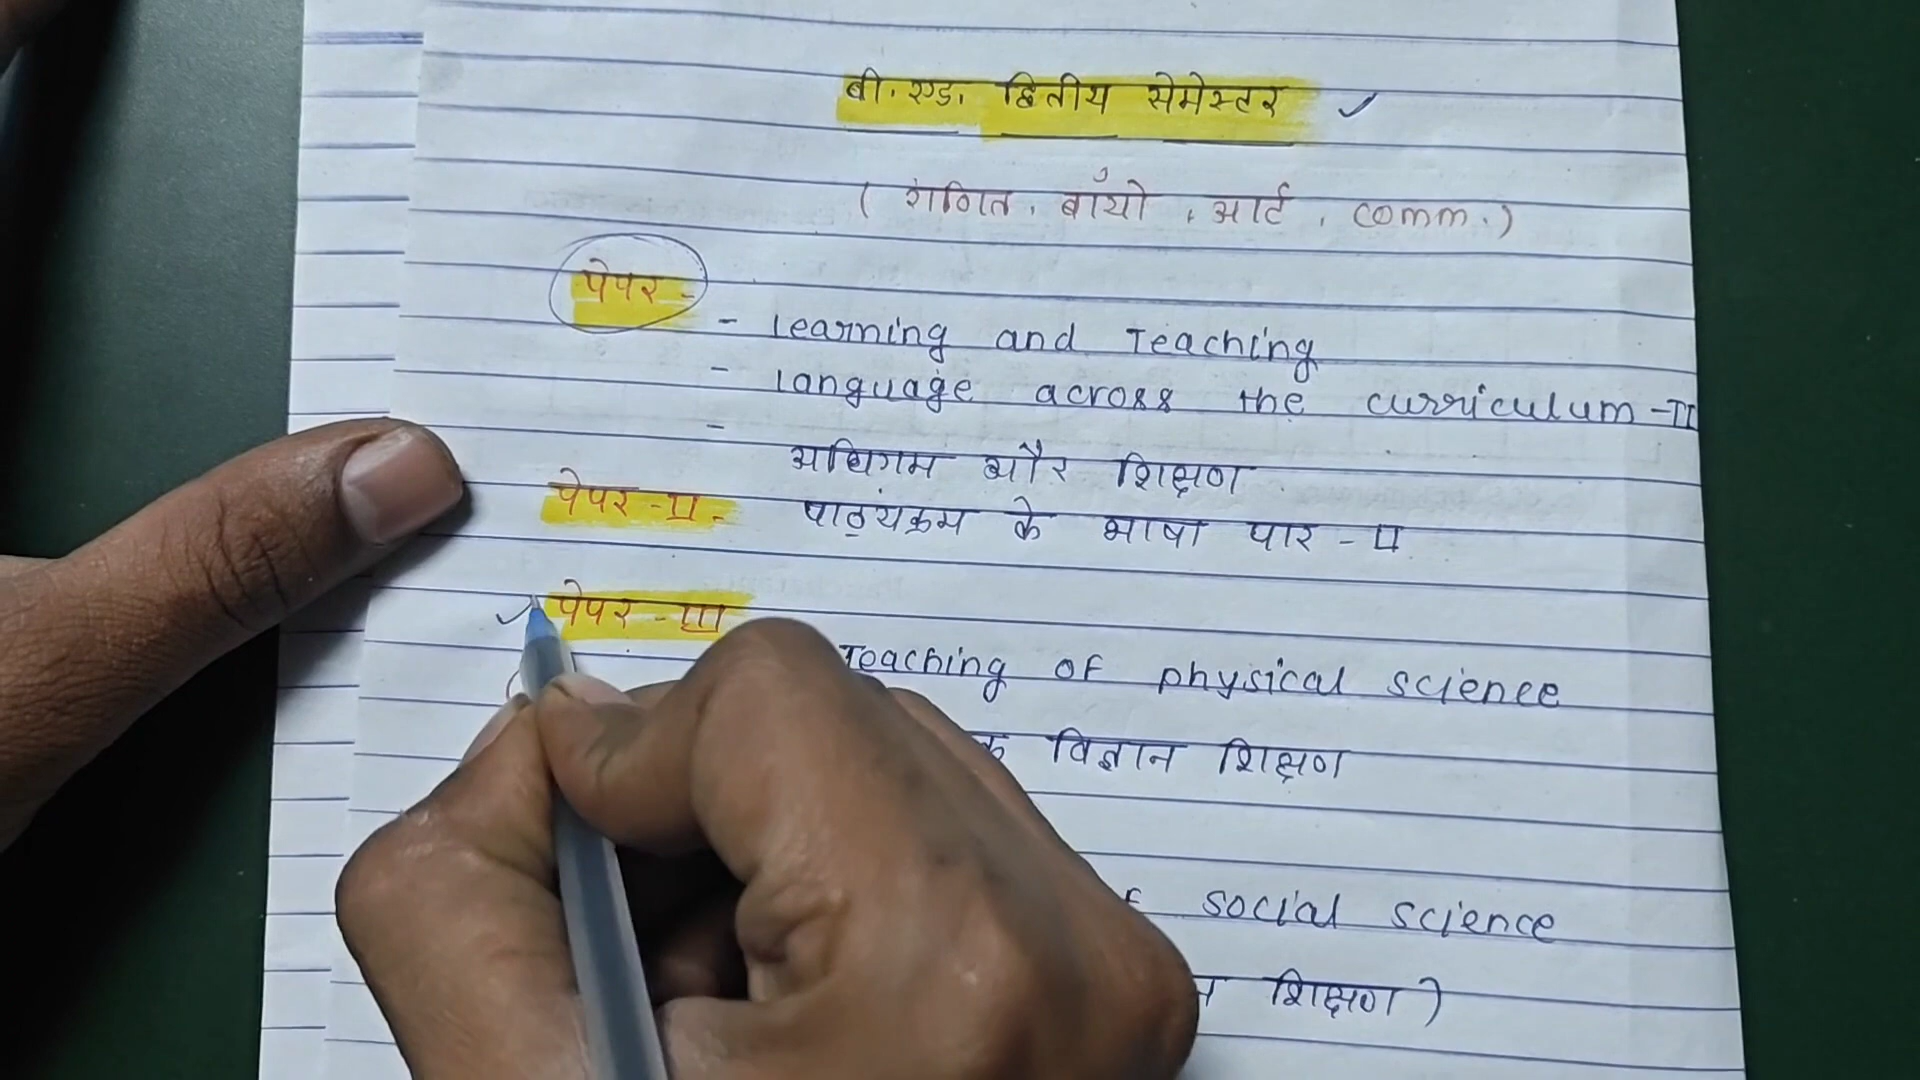 बी.एड. द्वितीय सेमेस्टर
( गणित, बॉयो, आर्ट, comm.)
पेपर -
- Learning and Teaching
- Language across the curriculum - II
- अधिगम और शिक्षण
पेपर - II - पाठ्यक्रम के भाषा पार - II
पेपर - III
Teaching of physical science
विज्ञान शिक्षण
social science
शिक्षण )